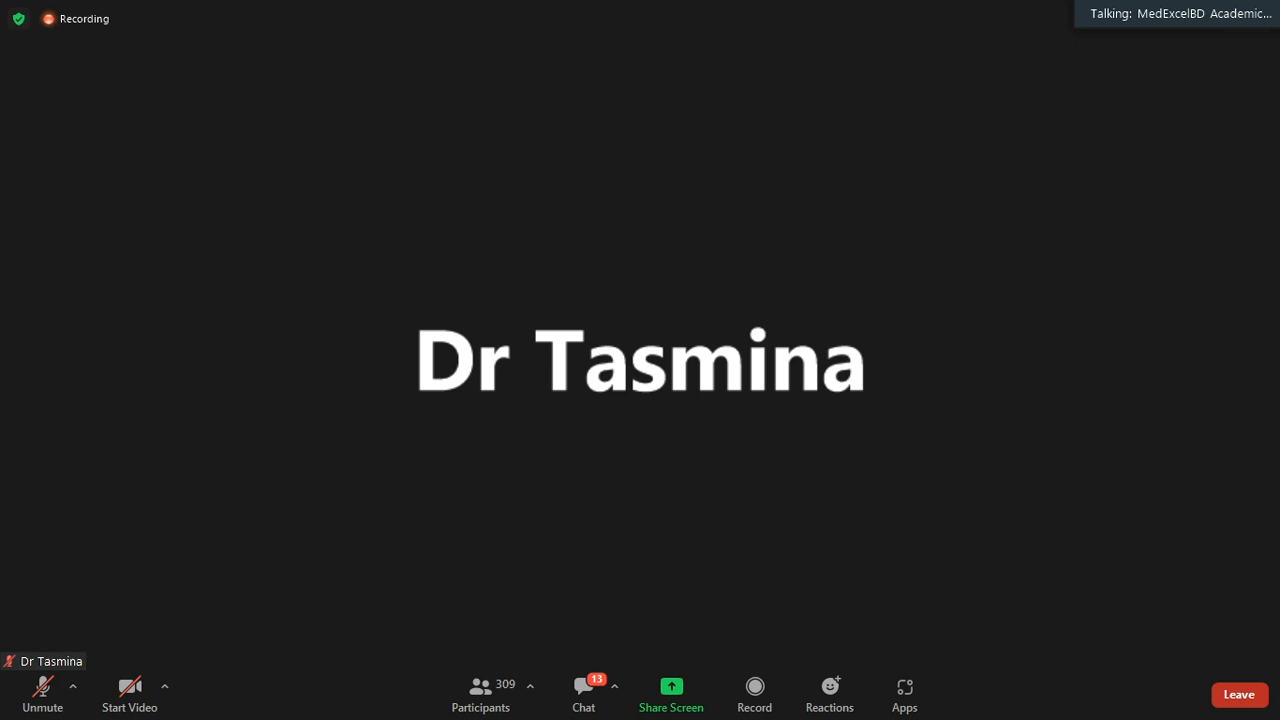 Recording
Talking: MedExcelBD Academic...
Dr Tasmina
Dr Tasmina
Unmute
Start Video
309
Participants
13
Chat
Share Screen
Record
Reactions
Apps
Leave